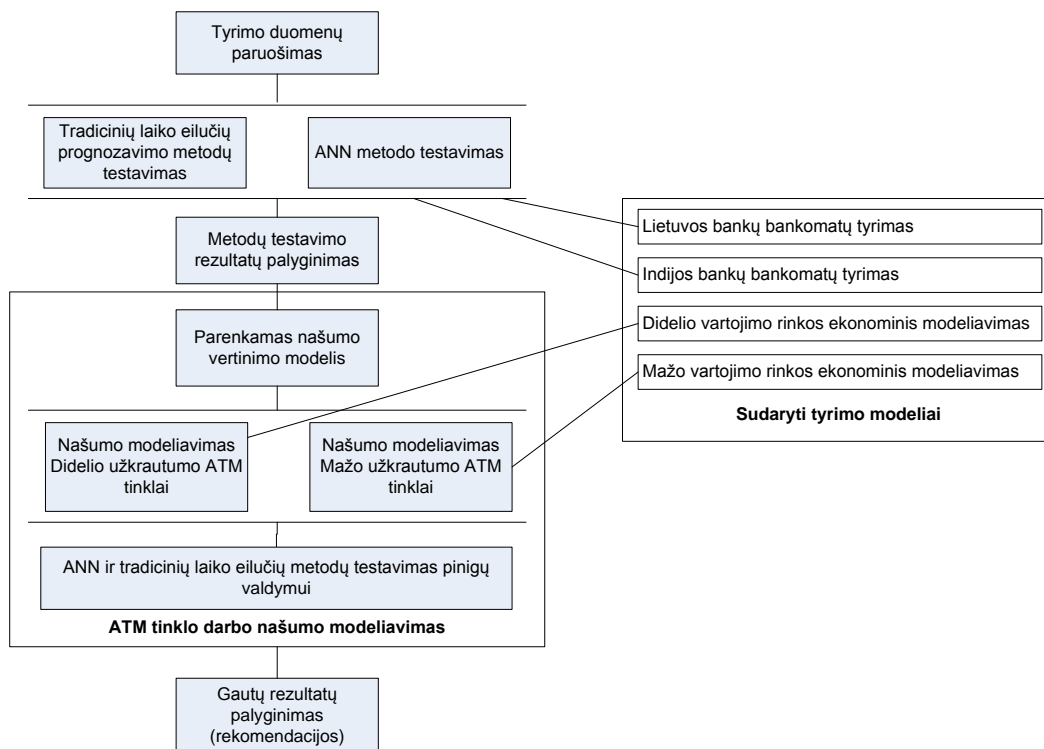 Tyrimo duomenų
paruošimas
Tradicinių laiko eilučių
prognozavimo metodų
testavimas
ANN metodo testavimas
Metodų testavimo
rezultatų palyginimas
Parenkamas našumo
vertinimo modelis
Našumo modeliavimas
Didelio užkrautumo ATM
tinklai
Našumo modeliavimas
Mažo užkrautumo ATM
tinklai
ANN ir tradicinių laiko eilučių metodų testavimas pinigų
valdymui
ATM tinklo darbo našumo modeliavimas
Gautų rezultatų
palyginimas
(rekomendacijos)
Lietuvos bankų bankomatų tyrimas
Indijos bankų bankomatų tyrimas
Didelio vartojimo rinkos ekonominis modeliavimas
Mažo vartojimo rinkos ekonominis modeliavimas
Sudaryti tyrimo modeliai